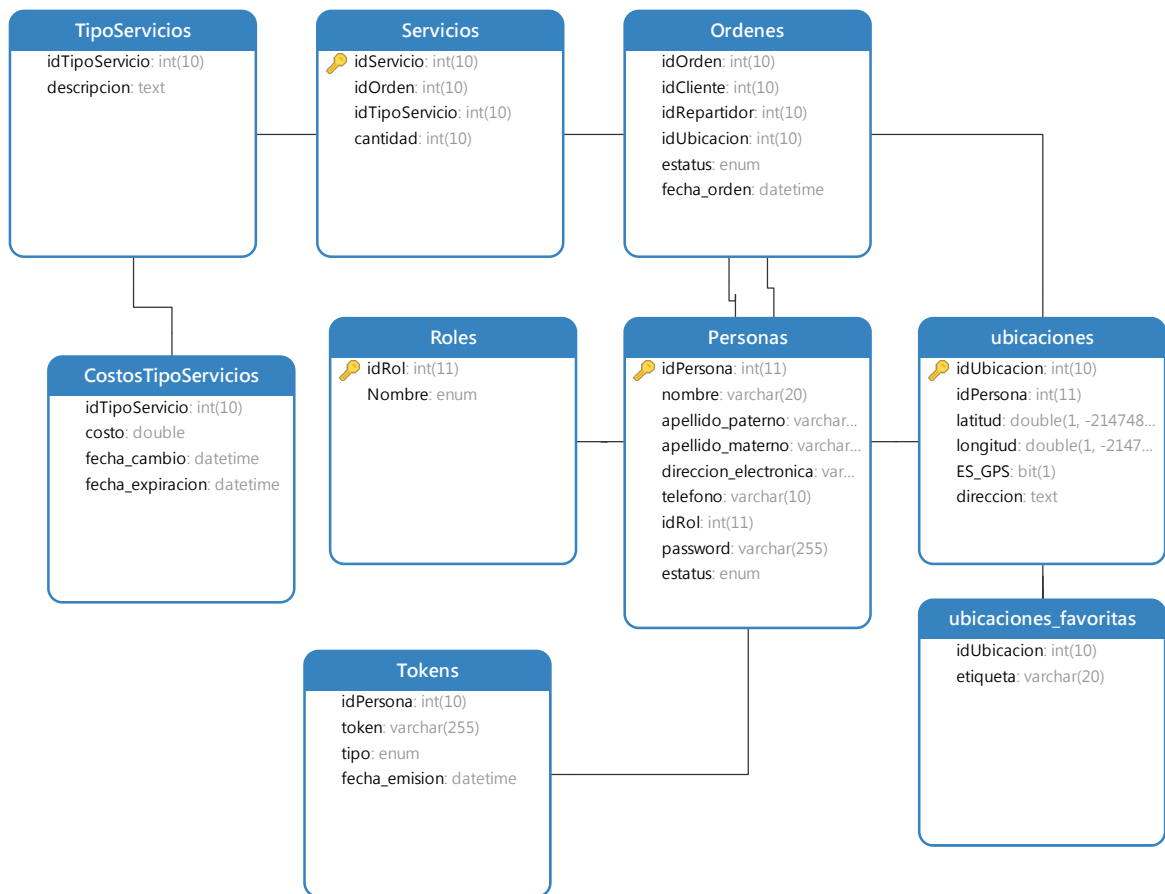 TipoServicios
idTipoServicio: int(10)
descripcion: text
Servicios
idServicio: int(10)
idOrden: int(10)
idTipoServicio: int(10)
cantidad: int(10)
Ordenes
idOrden: int(10)
idCliente: int(10)
idRepartidor: int(10)
idUbicacion: int(10)
estatus: enum
fecha_orden: datetime
CostosTipoServicios
idTipoServicio: int(10)
costo: double
fecha_cambio: datetime
fecha_expiracion: datetime
Roles
idRol: int(11)
Nombre: enum
Personas
idPersona: int(11)
nombre: varchar(20)
apellido_paterno: varchar...
apellido_materno: varchar...
direccion_electronica: var...
telefono: varchar(10)
idRol: int(11)
password: varchar(255)
estatus: enum
ubicaciones
idUbicacion: int(10)
idPersona: int(11)
latitud: double(1, -214748...
longitud: double(1, -2147...
ES_GPS: bit(1)
direccion: text
Tokens
idPersona: int(10)
token: varchar(255)
tipo: enum
fecha_emision: datetime
ubicaciones_favoritas
idUbicacion: int(10)
etiqueta: varchar(20)